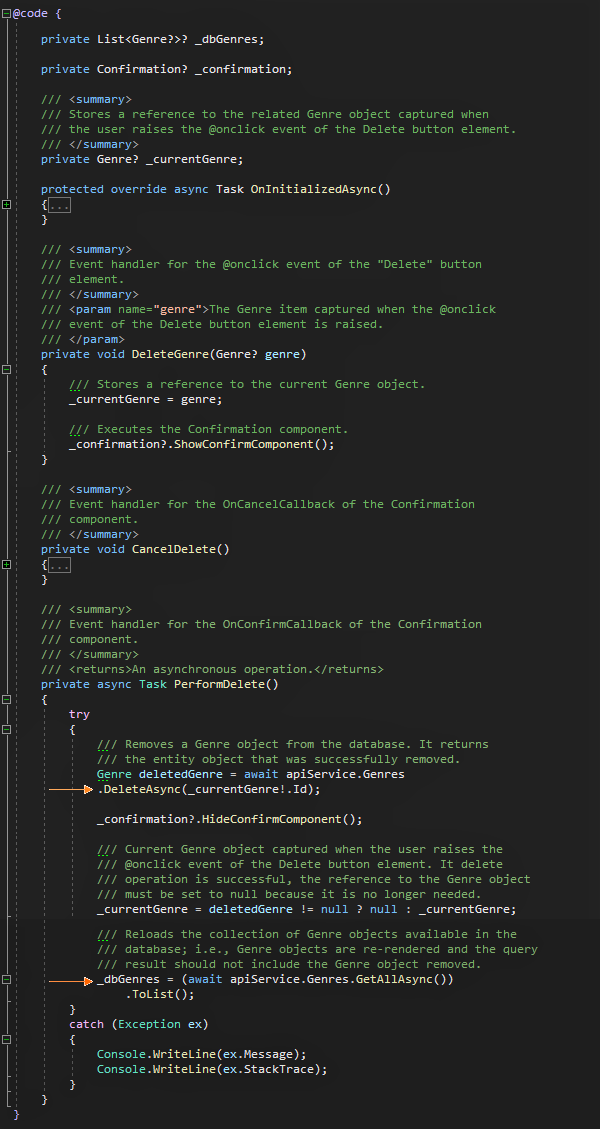 @code {
private List<Genre?>? _dbGenres;
private Confirmation? _confirmation;
/// <summary>
/// Stores a reference to the related Genre object captured when
/// the user raises the @onclick event of the Delete button element.
/// </summary>
private Genre? _currentGenre;
protected override async Task OnInitializedAsync()
{...
}
/// <summary>
/// Event handler for the @onclick event of the "Delete" button
/// element.
/// </summary>
/// <param name="genre">The Genre item captured when the @onclick
/// event of the Delete button element is raised.
/// </param>
private void DeleteGenre(Genre? genre)
{
/// Stores a reference to the current Genre object.
_currentGenre = genre;
/// Executes the Confirmation component.
_confirmation?.ShowConfirmComponent();
}
/// <summary>
/// Event handler for the OnCancelCallback of the Confirmation
/// component.
/// </summary>
private void CancelDelete()
{...
}
/// <summary>
/// Event handler for the OnConfirmCallback of the Confirmation
/// component.
/// </summary>
/// <returns>An asynchronous operation.</returns>
private async Task PerformDelete()
{
try
{
/// Removes a Genre object from the database. It returns
/// the entity object that was successfully removed.
Genre deletedGenre = await apiService.Genres
.DeleteAsync(_currentGenre!.Id);
_confirmation?.HideConfirmComponent();
/// Current Genre object captured when the user raises the
/// @onclick event of the Delete button element. It delete
/// operation is successful, the reference to the Genre object
/// must be set to null because it is no longer needed.
_currentGenre = deletedGenre != null ? null : _currentGenre;
/// Reloads the collection of Genre objects available in the
/// database; i.e., Genre objects are re-rendered and the query
/// result should not include the Genre object removed.
_dbGenres = (await apiService.Genres.GetAllAsync())
.ToList();
}
catch (Exception ex)
{
Console.WriteLine(ex.Message);
Console.WriteLine(ex.StackTrace);
}
}
}